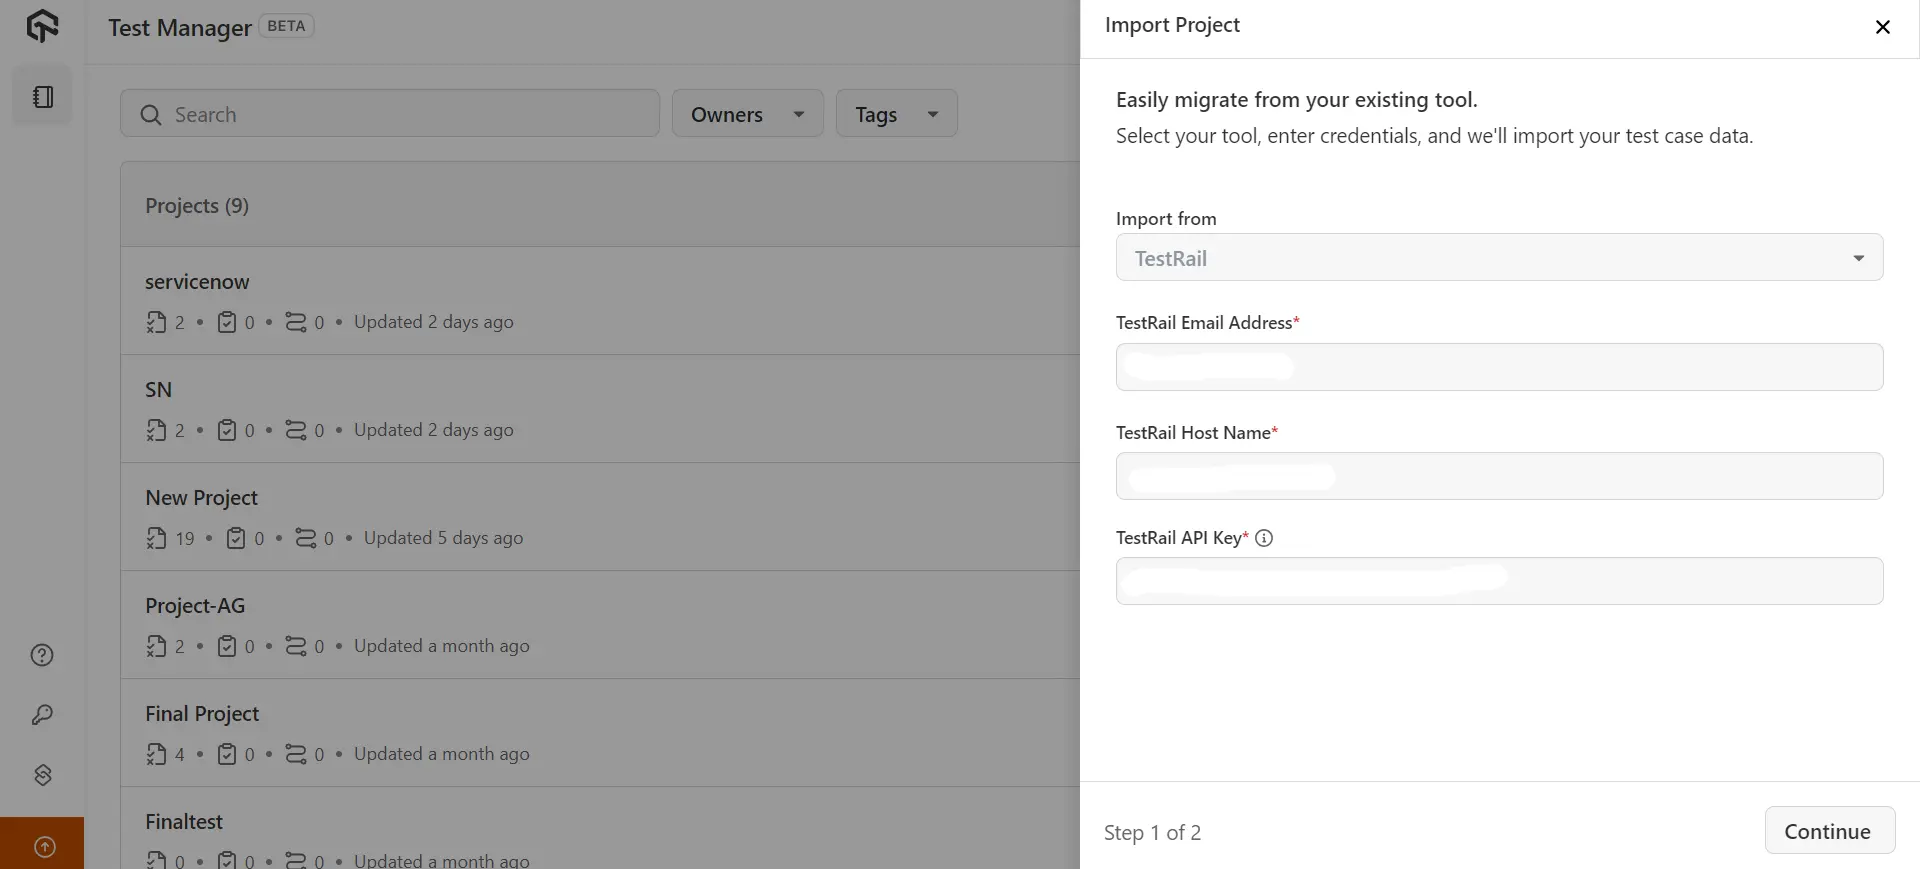 Test Manager BETA
Search
Owners
Tags
Projects (9)
servicenow
2 • 0 • 0 • Updated 2 days ago
SN
2 • 0 • 0 • Updated 2 days ago
New Project
19 • 0 • 0 • Updated 5 days ago
Project-AG
2 • 0 • 0 • Updated a month ago
Final Project
4 • 0 • 0 • Updated a month ago
Finaltest
0 • 0 • 0 • Updated a month ago
Import Project
Easily migrate from your existing tool.
Select your tool, enter credentials, and we'll import your test case data.
Import from
TestRail
TestRail Email Address*
TestRail Host Name*
TestRail API Key*
Step 1 of 2
Continue